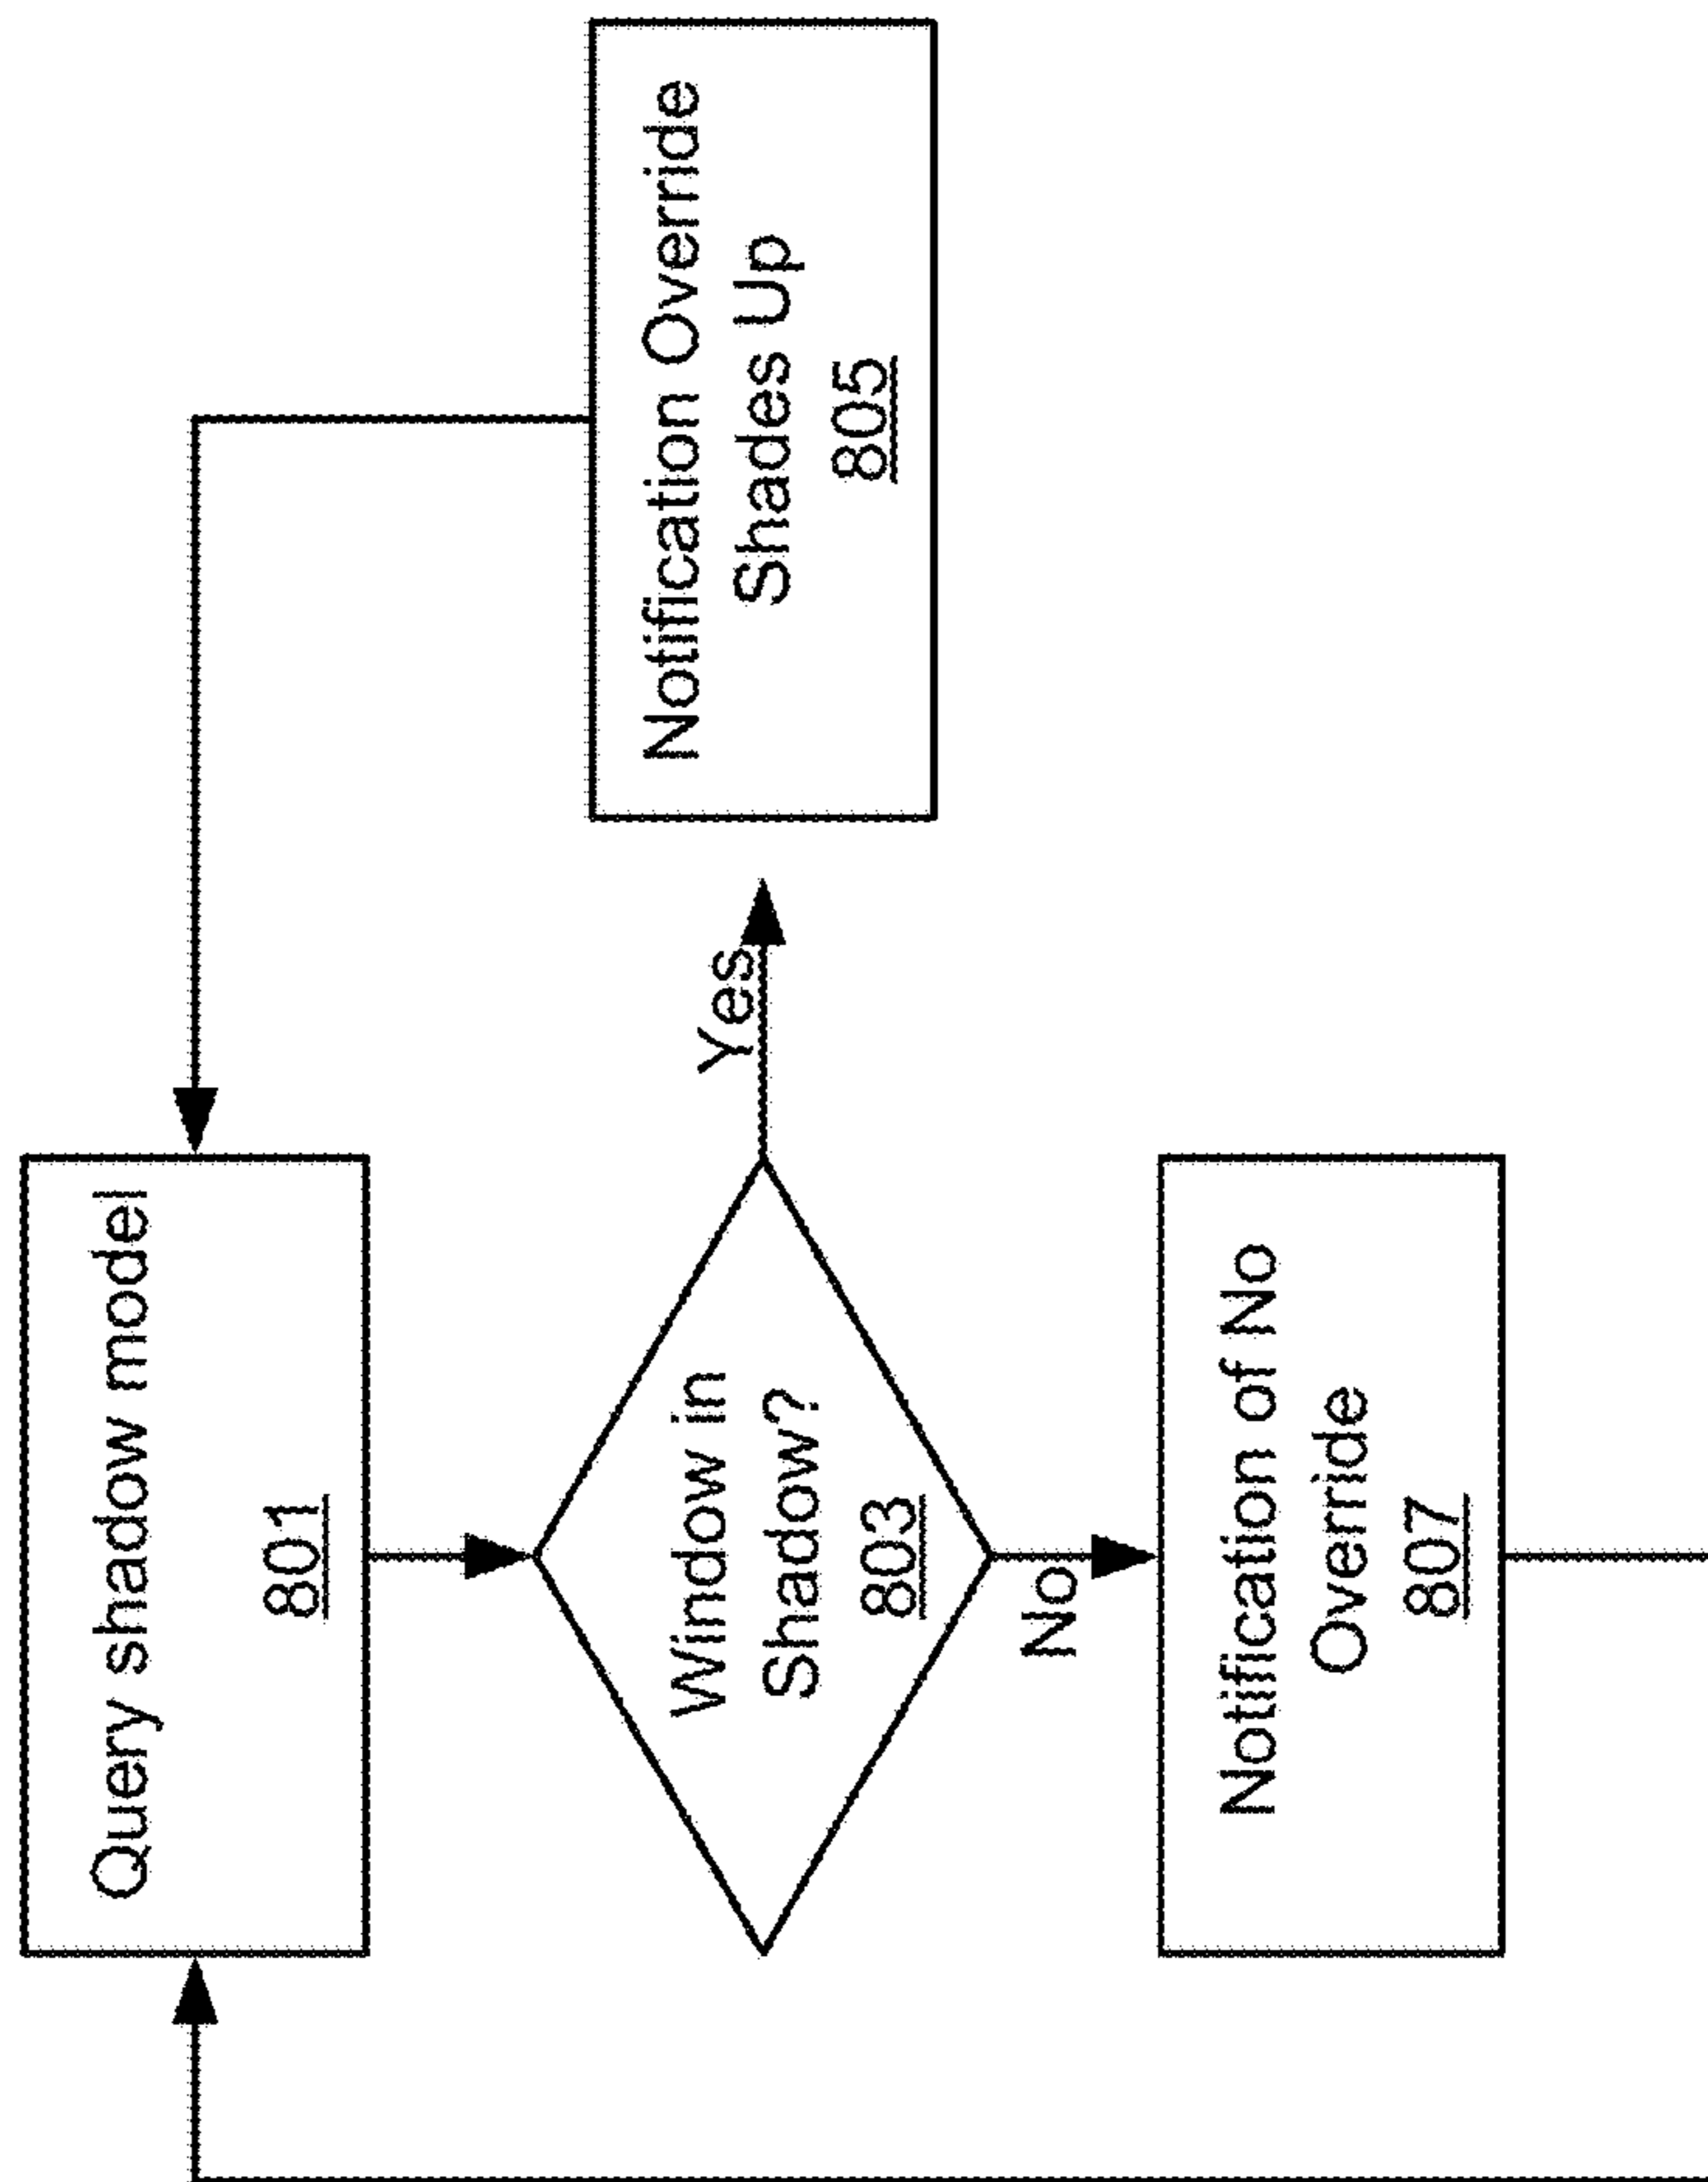 Query shadow model
801
Window in
Shadow?
803
Yes
Notification Override
Shades Up
805
No
Notification of No
Override
807